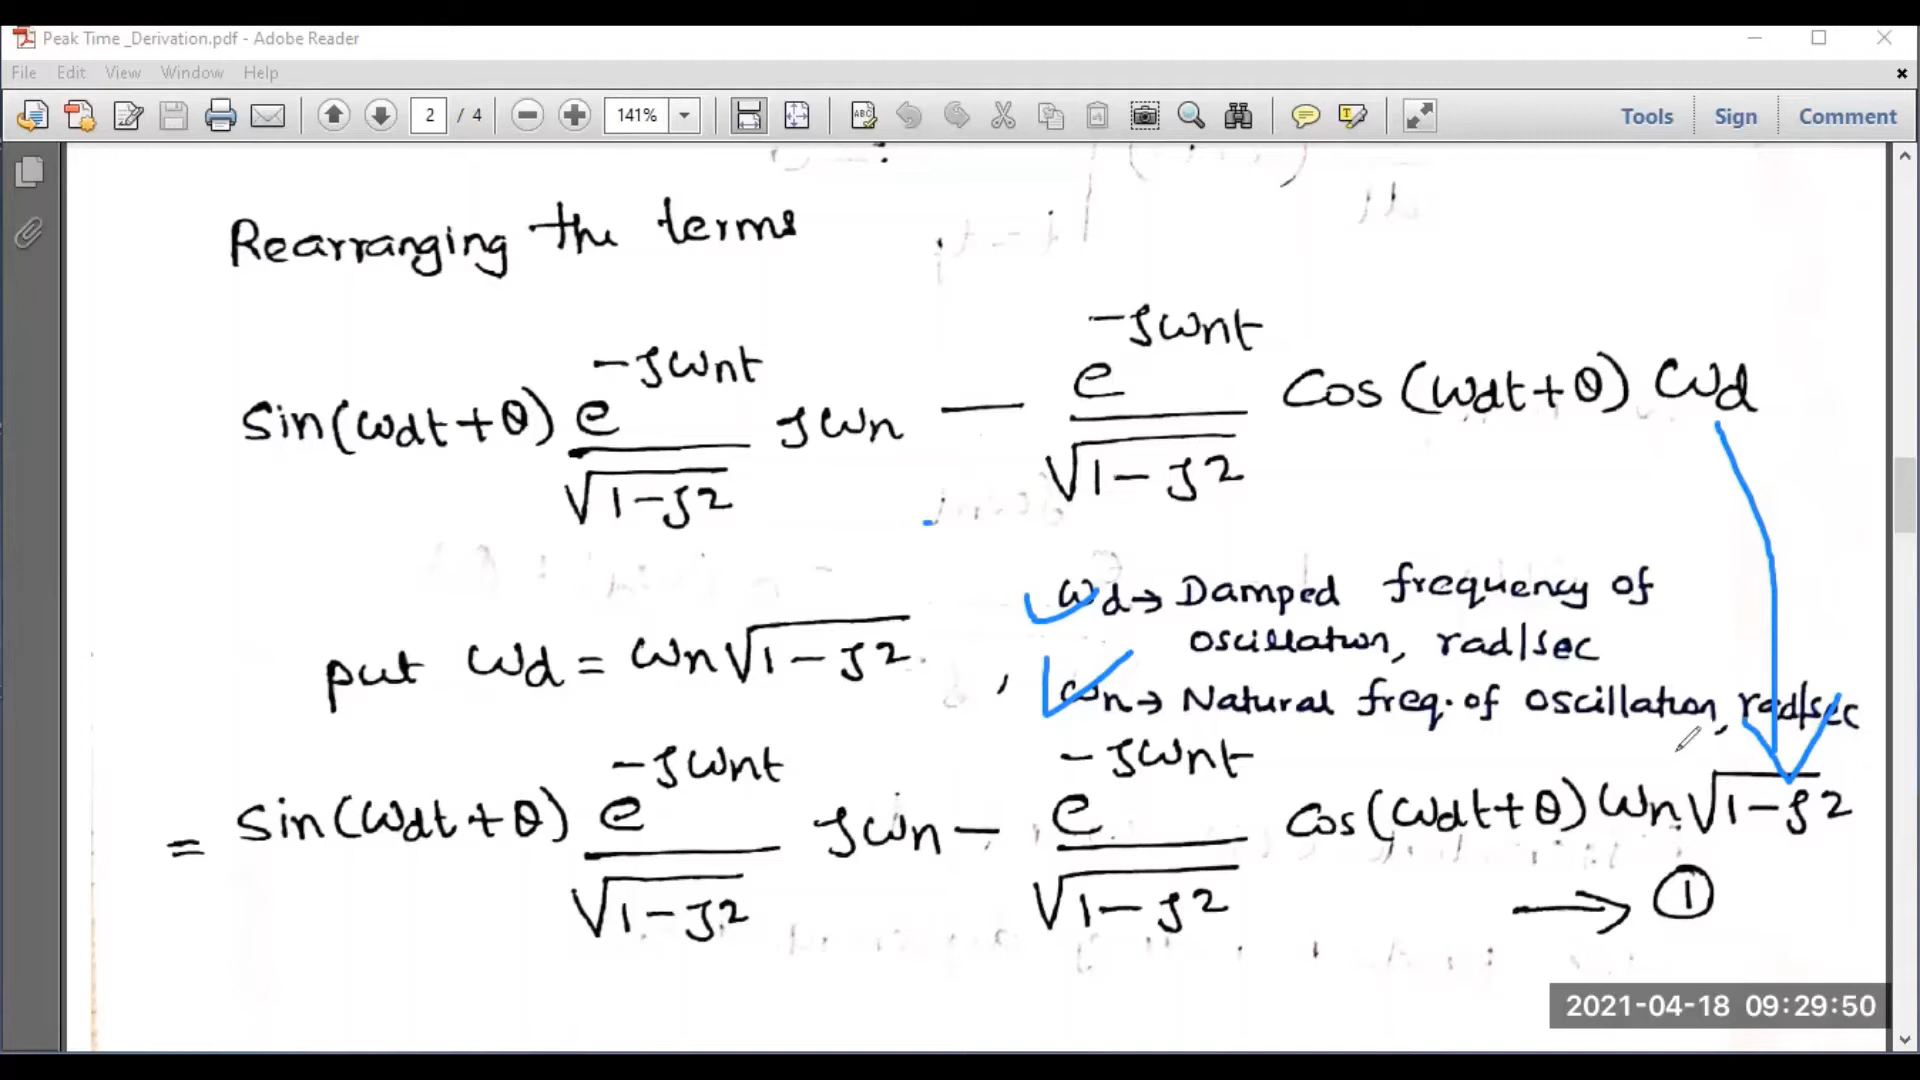 Peak Time _Derivation.pdf - Adobe Reader
File Edit View Window Help
2 / 4 141% Tools Sign Comment
Rearranging the terms
Sin(ωdt+θ) e^{-ζωnt}/√1-ζ2 ζωn — e^{-ζωnt}/√1-ζ2 Cos(ωdt+θ) ωd
ωd→ Damped frequency of
oscillation, rad/sec
put ωd = ωn√1-ζ2 ,
ωn→ Natural freq. of oscillation, rad/sec
= Sin(ωdt+θ) e^{-ζωnt}/√1-ζ2 ζωn — e^{-ζωnt}/√1-ζ2 Cos(ωdt+θ) ωn√1-ζ2
→ ①
2021-04-18 09:29:50